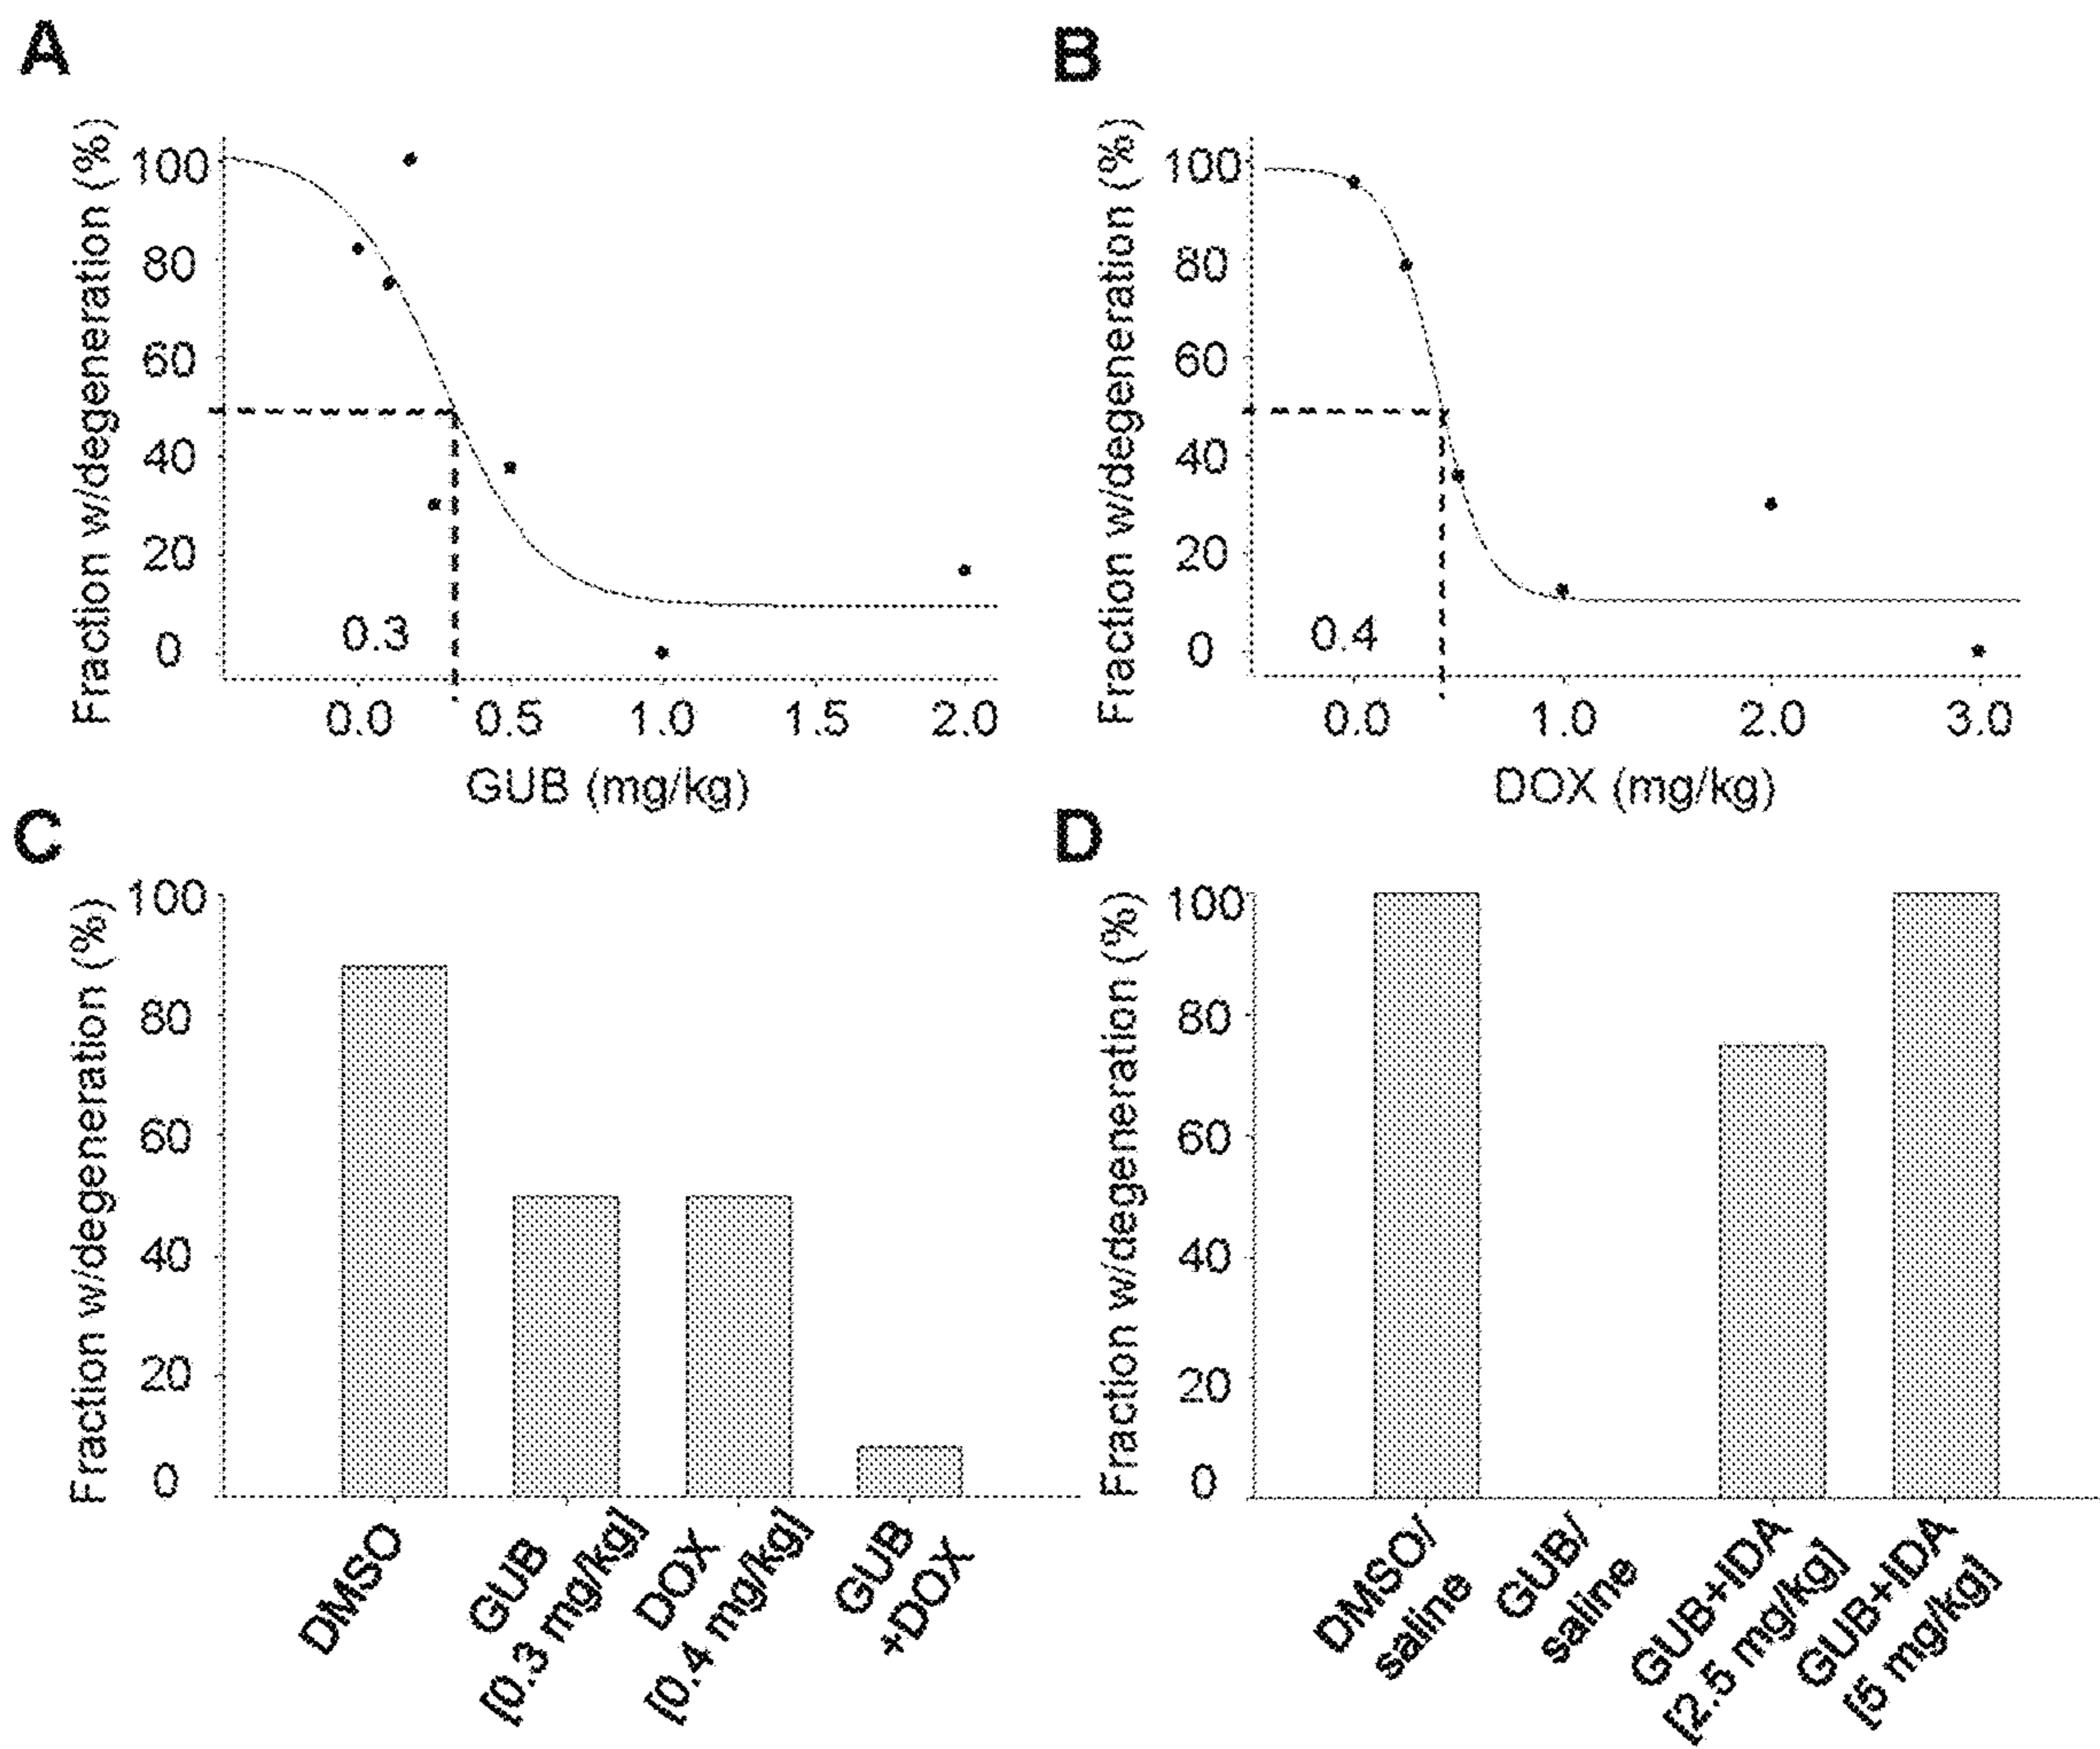 A
Fraction w/degeneration (%)
100
80
60
40
20
0
0.3
0.0 0.5 1.0 1.5 2.0
GUB (mg/kg)
B
Fraction w/degeneration (%)
100
80
60
40
20
0
0.4
0.0 1.0 2.0 3.0
DOX (mg/kg)
C
Fraction w/degeneration (%)
100
80
60
40
20
0
DMSO
GUB
[0.3 mg/kg]
DOX
[0.4 mg/kg]
GUB
+DOX
D
Fraction w/degeneration (%)
100
80
60
40
20
0
DMSO/
saline
GUB/
saline
GUB+IDA
[2.5 mg/kg]
GUB+IDA
[5 mg/kg]